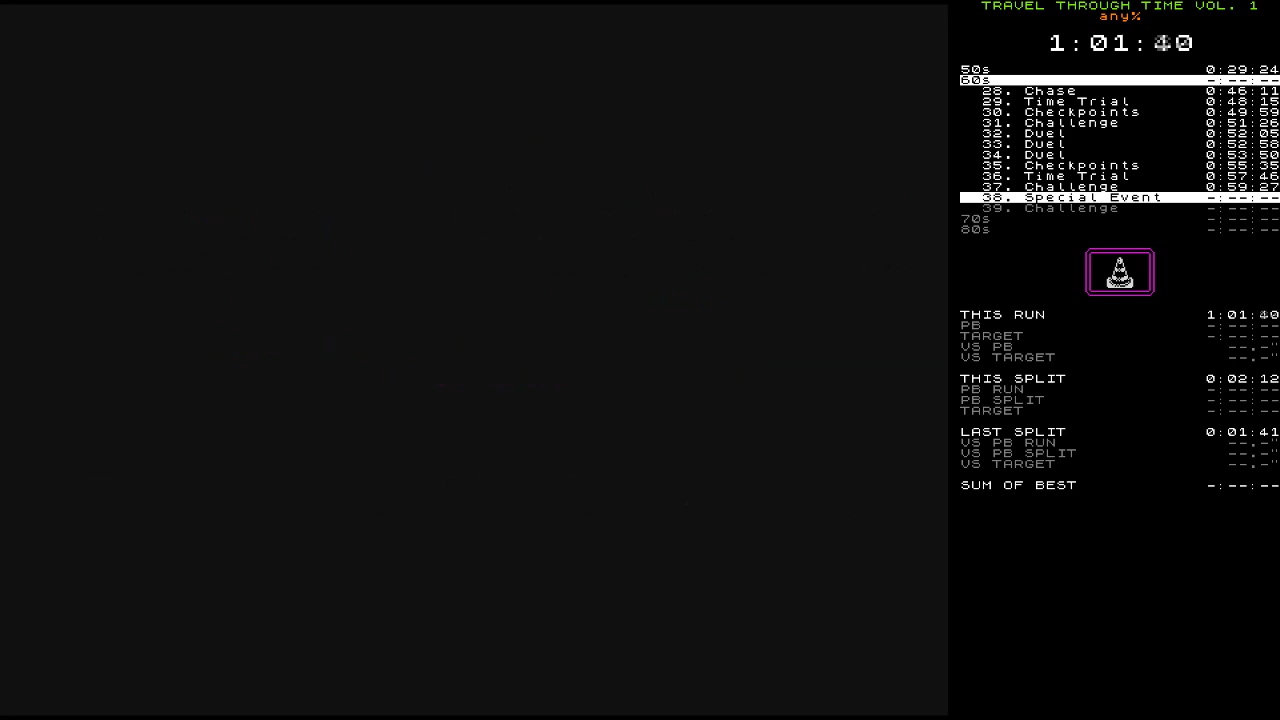 TRAVEL THROUGH TIME VOL. 1
any%
1:01:40
50s 0:29:24
60s -:--:--
28. Chase 0:46:11
29. Time Trial 0:48:15
30. Checkpoints 0:49:59
31. Challenge 0:51:26
32. Duel 0:52:05
33. Duel 0:52:58
34. Duel 0:53:50
35. Checkpoints 0:55:35
36. Time Trial 0:57:46
37. Challenge 0:59:27
38. Special Event -:--:--
39. Challenge -:--:--
70s -:--:--
80s -:--:--
THIS RUN 1:01:40
PB -:--:--
TARGET -:--:--
VS PB --.-"
VS TARGET --.-"
THIS SPLIT 0:02:12
PB RUN -:--:--
PB SPLIT -:--:--
TARGET -:--:--
LAST SPLIT 0:01:41
VS PB RUN --.-"
VS PB SPLIT --.-"
VS TARGET --.-"
SUM OF BEST -:--:--